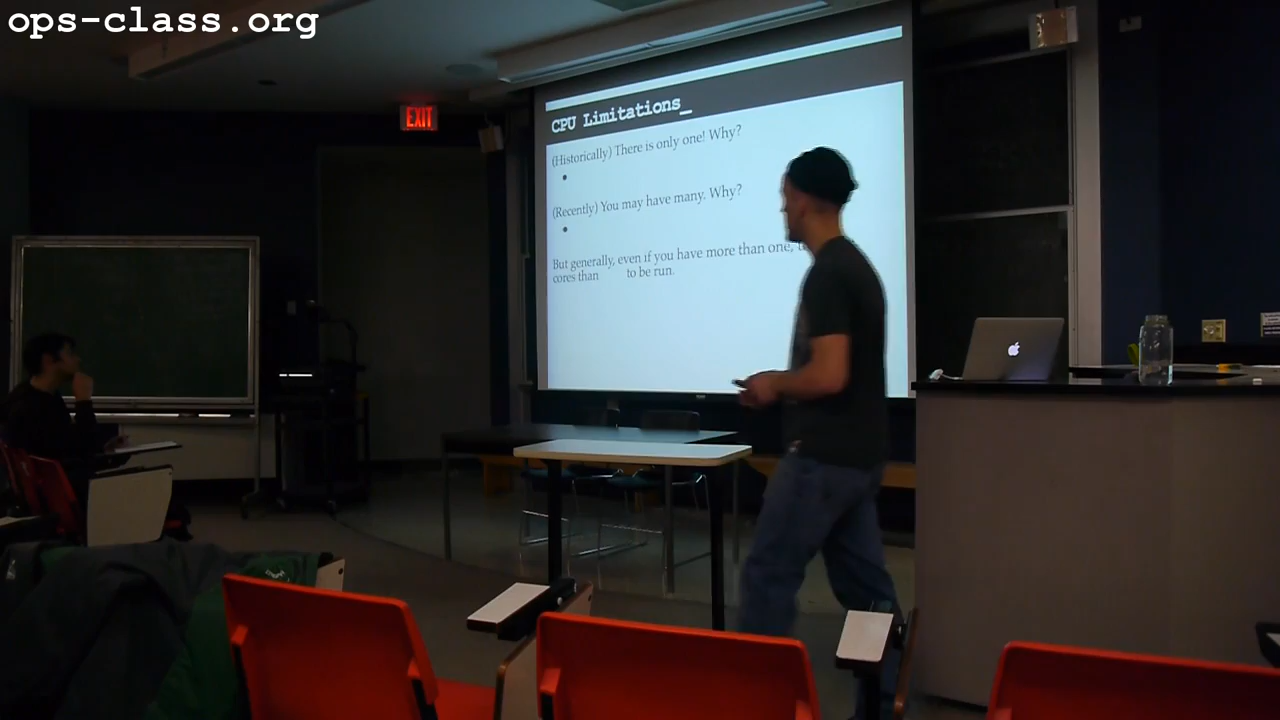 ops-class.org
EXIT
CPU Limitations_
(Historically) There is only one! Why?
•
(Recently) You may have many. Why?
•
But generally, even if you have more than one,
cores than to be run.